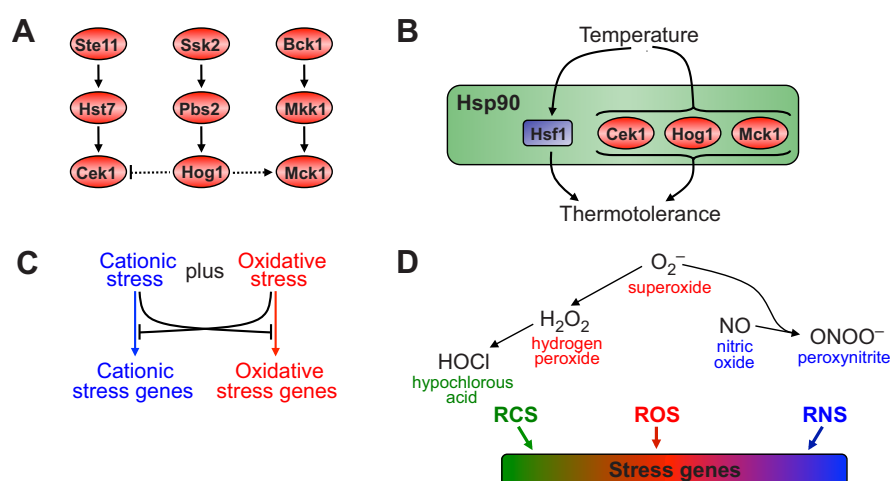 A
Ste11 Ssk2 Bck1
Hst7 Pbs2 Mkk1
Cek1 Hog1 Mck1
B
Temperature
Hsp90
Hsf1 Cek1 Hog1 Mck1
Thermotolerance
C
Cationic
stress
plus
Oxidative
stress
Cationic
stress genes
Oxidative
stress genes
D
O₂⁻
superoxide
H₂O₂
hydrogen
peroxide
HOCl
hypochlorous
acid
NO
nitric
oxide
ONOO⁻
peroxynitrite
RCS ROS RNS
Stress genes